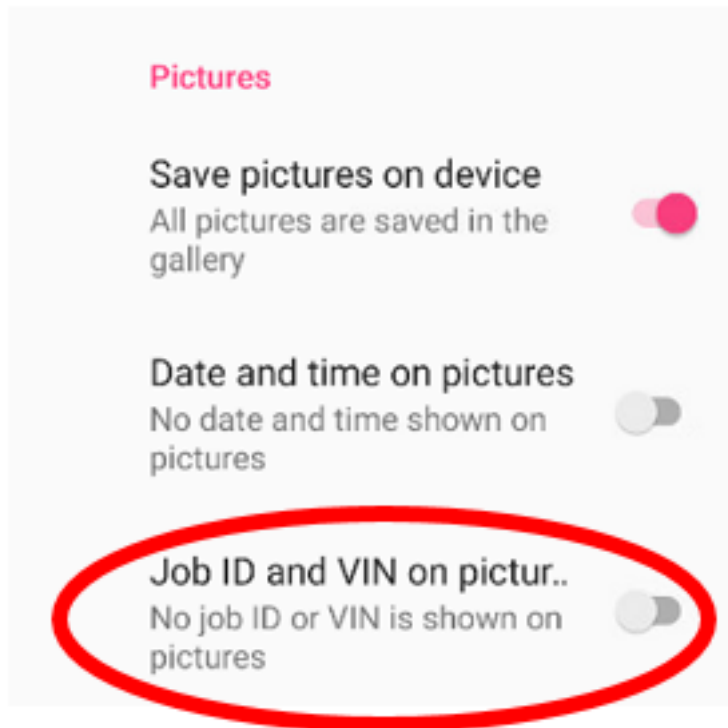 Pictures
Save pictures on device
All pictures are saved in the
gallery
Date and time on pictures
No date and time shown on
pictures
Job ID and VIN on pictur..
No job ID or VIN is shown on
pictures